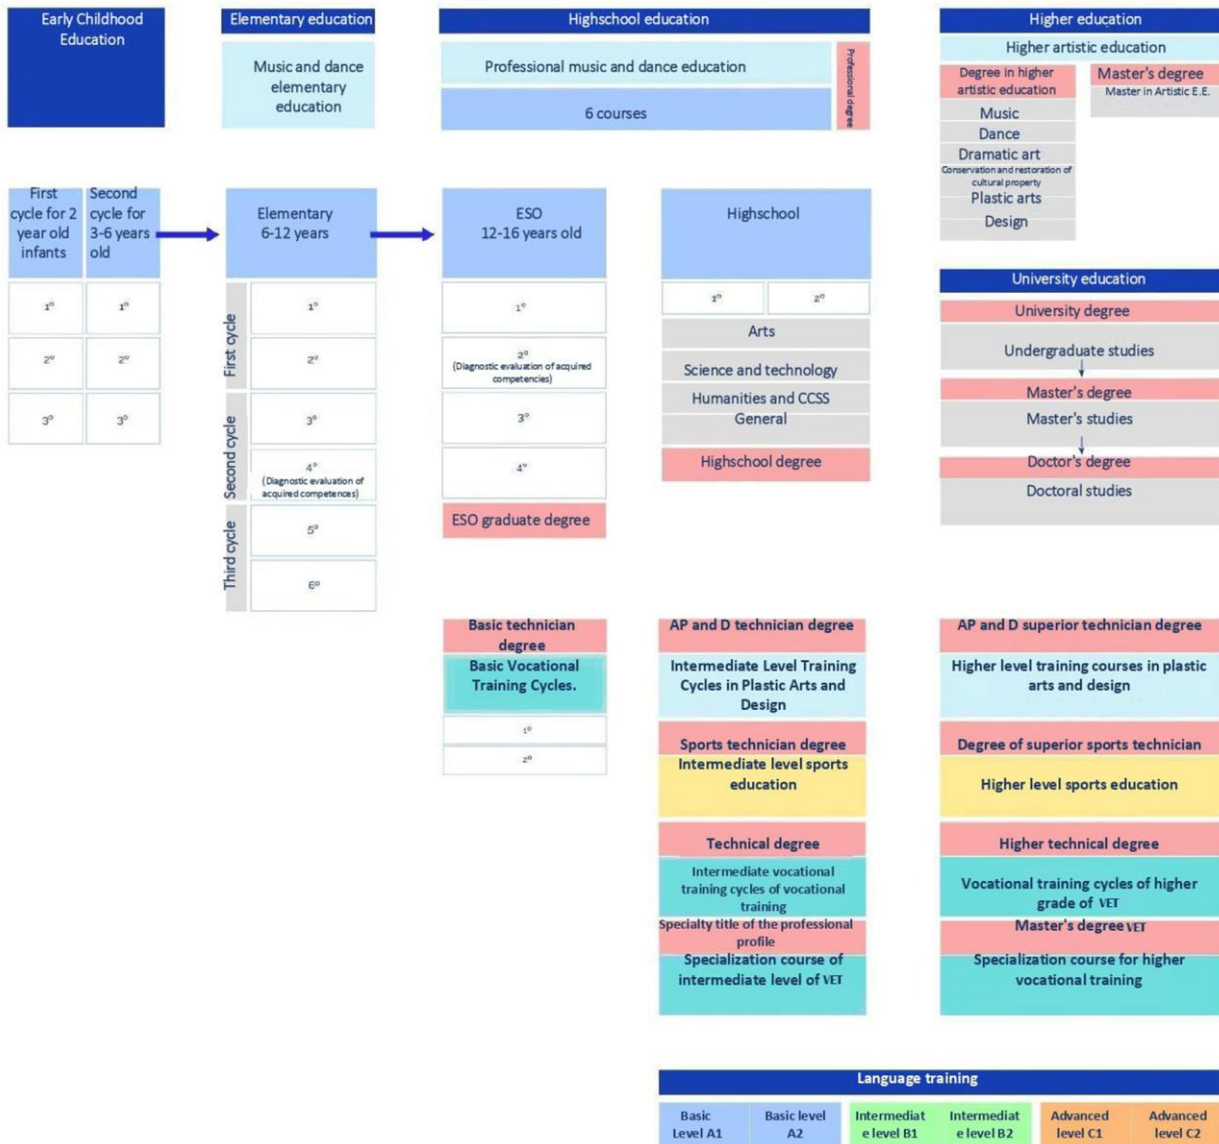 Early Childhood
Education
Elementary education
Highschool education
Higher education
Music and dance
elementary
education
Professional music and dance education
6 courses
Professional degree
Higher artistic education
Degree in higher
artistic education
Music
Dance
Dramatic art
Conservation and restoration of
cultural property
Plastic arts
Design
Master's degree
Master in Artistic E.E.
First
cycle for 2
year old
infants
Second
cycle for
3-6 years
old
Elementary
6-12 years
ESO
12-16 years old
Highschool
1º
2º
3º
1º
2º
3º
First cycle
Second cycle
Third cycle
1º
2º
3º
4º
(Diagnostic evaluation of
acquired competences)
5º
6º
1º
2º
(Diagnostic evaluation of acquired
competencies)
3º
4º
ESO graduate degree
1º
2º
Arts
Science and technology
Humanities and CCSS
General
Highschool degree
University education
University degree
Undergraduate studies
Master's degree
Master's studies
Doctor's degree
Doctoral studies
Basic technician
degree
Basic Vocational
Training Cycles.
1º
2º
AP and D technician degree
Intermediate Level Training
Cycles in Plastic Arts and
Design
Sports technician degree
Intermediate level sports
education
Technical degree
Intermediate vocational
training cycles of vocational
training
Specialty title of the professional
profile
Specialization course of
intermediate level of VET
AP and D superior technician degree
Higher level training courses in plastic
arts and design
Degree of superior sports technician
Higher level sports education
Higher technical degree
Vocational training cycles of higher
grade of VET
Master's degree VET
Specialization course for higher
vocational training
Language training
Basic
Level A1
Basic level
A2
Intermediat
e level B1
Intermediat
e level B2
Advanced
level C1
Advanced
level C2